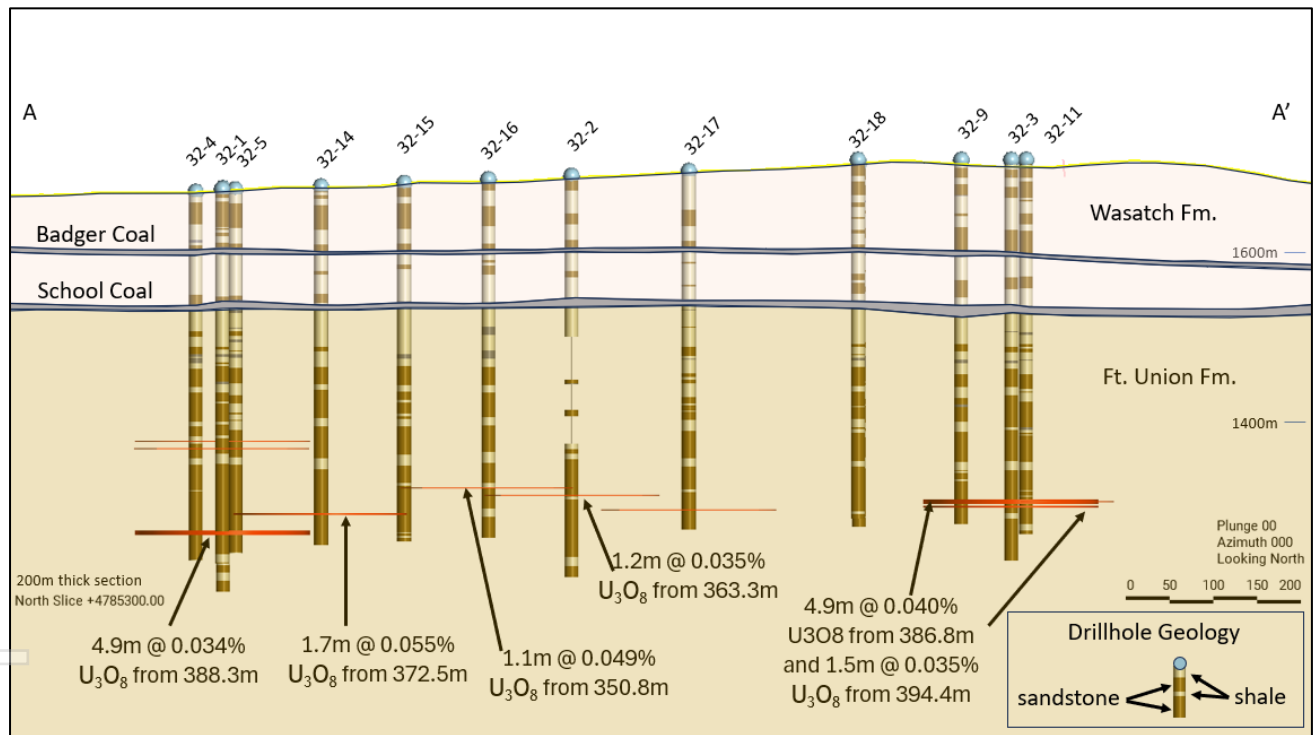 A
A'
32-4
32-1
32-5
32-14
32-15
32-16
32-2
32-17
32-18
32-9
32-3
32-11
Badger Coal
Wasatch Fm.
1600m
School Coal
Ft. Union Fm.
1400m
200m thick section
North Slice +4785300.00
4.9m @ 0.034%
U₃O₈ from 388.3m
1.7m @ 0.055%
U₃O₈ from 372.5m
1.1m @ 0.049%
U₃O₈ from 350.8m
1.2m @ 0.035%
U₃O₈ from 363.3m
4.9m @ 0.040%
U3O8 from 386.8m
and 1.5m @ 0.035%
U₃O₈ from 394.4m
Plunge 00
Azimuth 000
Looking North
0 50 100 150 200
Drillhole Geology
sandstone
shale